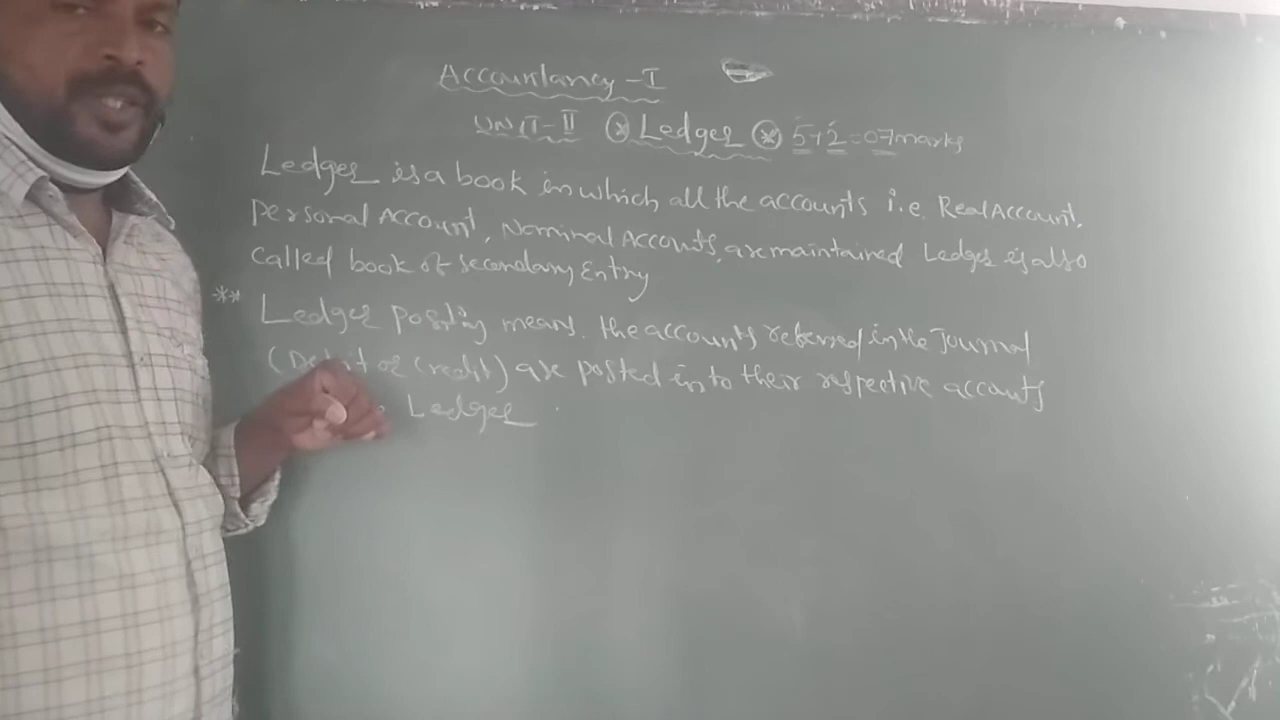 Accountancy -I
UNIT-II Ledger 5+2=07marks
Ledger is a book in which all the accounts i.e. Real Account,
Personal Account, Nominal Accounts, are maintained Ledger is also
called book of Secondary Entry
** Ledger posting means. the accounts referred in the Journal
(Debit or Credit) are posted in to their respective accounts
Ledger